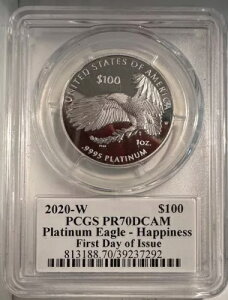 UNITED STATES OF AMERICA
$100
1oz.
.9995 PLATINUM
2020-W $100
PCGS PR70DCAM
Platinum Eagle - Happiness
First Day of Issue
813188.70/39237292